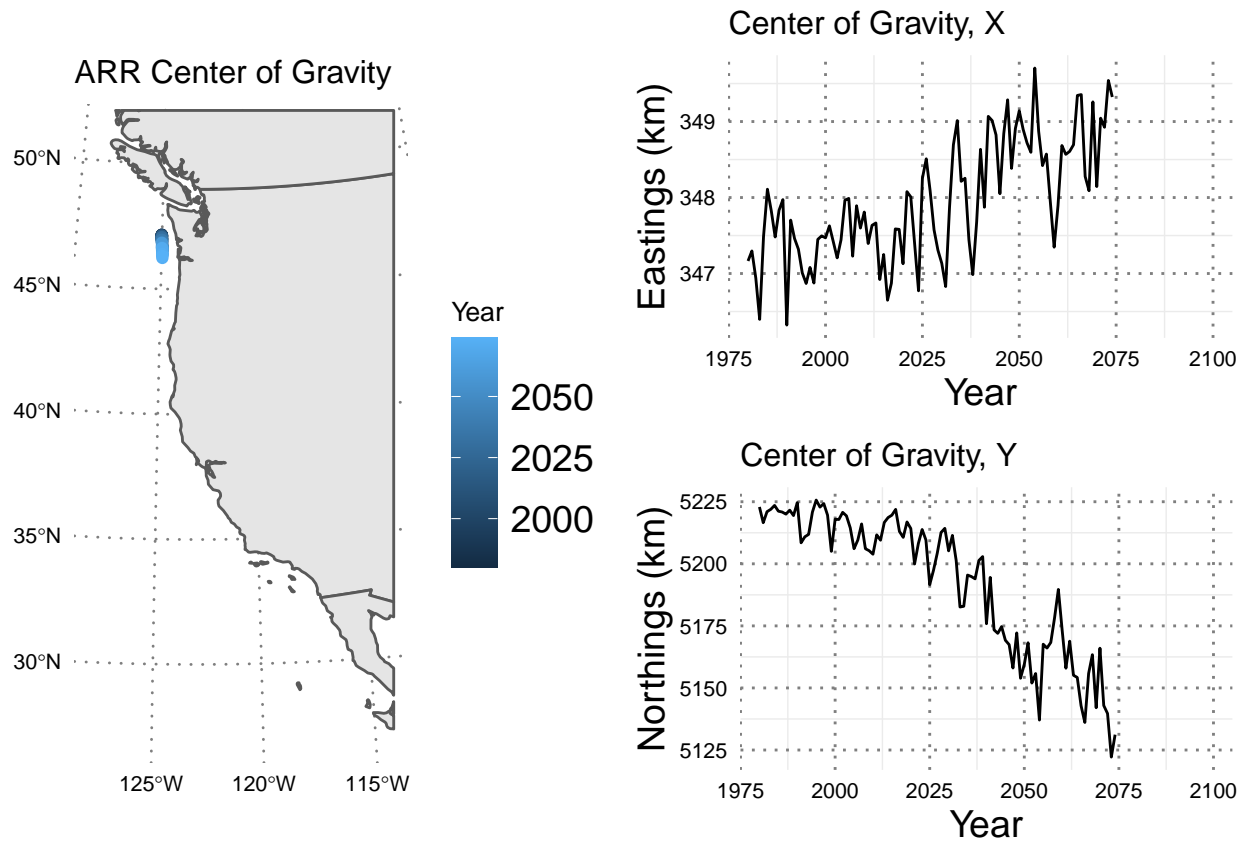 ARR Center of Gravity
50°N
45°N
40°N
35°N
30°N
125°W 120°W 115°W
Year
2050
2025
2000
Center of Gravity, X
Eastings (km)
349
348
347
1975 2000 2025 2050 2075 2100
Year
Center of Gravity, Y
Northings (km)
5225
5200
5175
5150
5125
1975 2000 2025 2050 2075 2100
Year